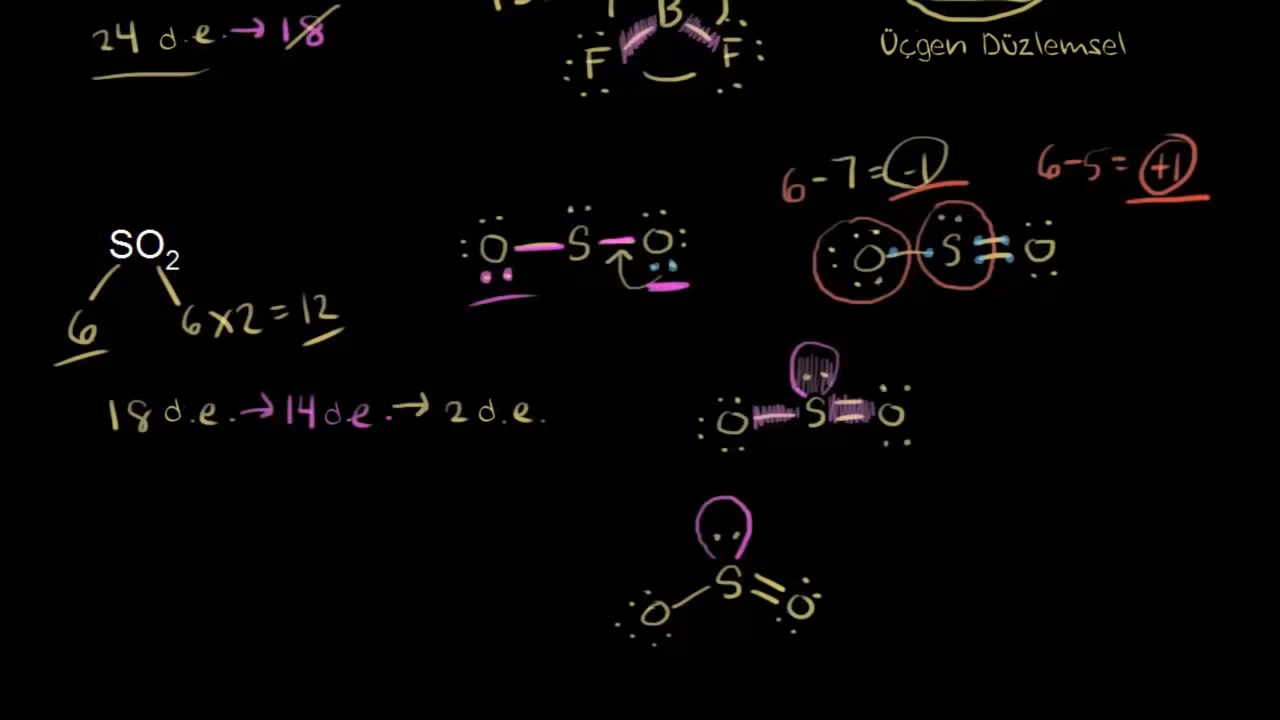 24 d.e. → 18
B
F F
Üçgen Düzlemsel
6-7=-1 6-5=+1
SO₂
O S O
O S O
6 6x2=12
18 d.e. → 14 d.e. → 2 d.e.
O S O
S
O O